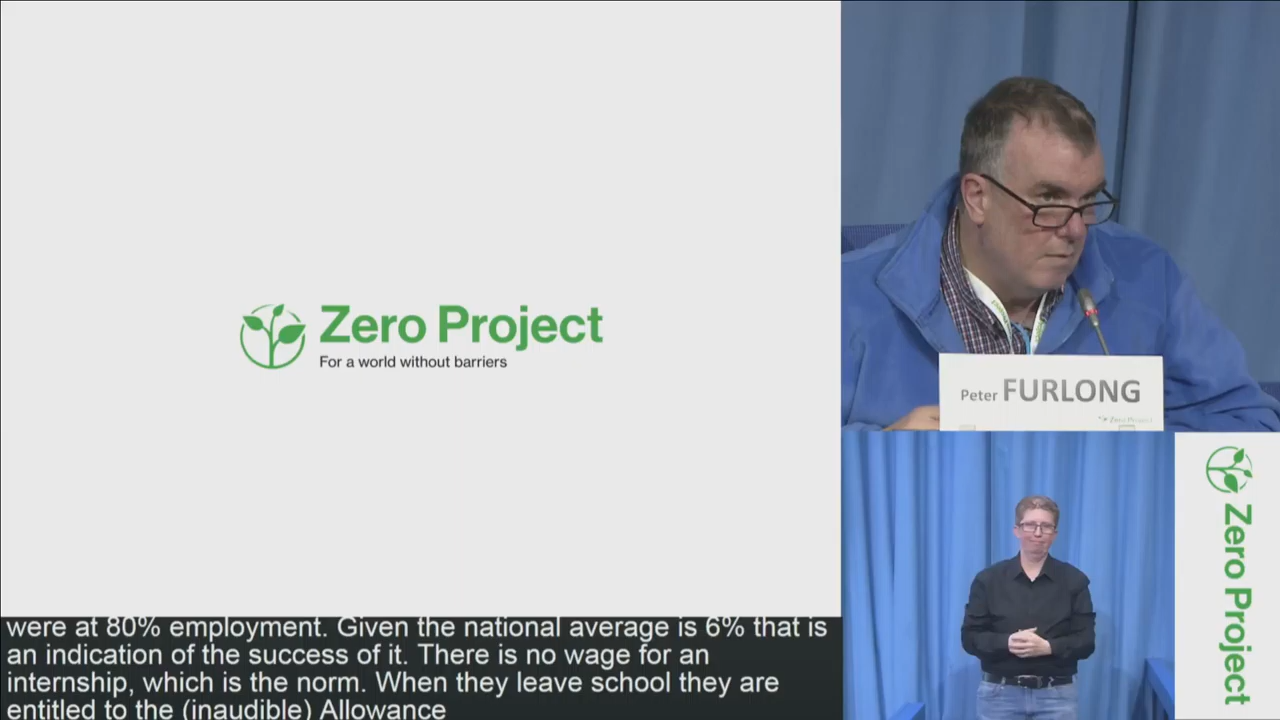 Zero Project
For a world without barriers
Peter FURLONG
Zero Project
Zero Project
were at 80% employment. Given the national average is 6% that is
an indication of the success of it. There is no wage for an
internship, which is the norm. When they leave school they are
entitled to the (inaudible) Allowance